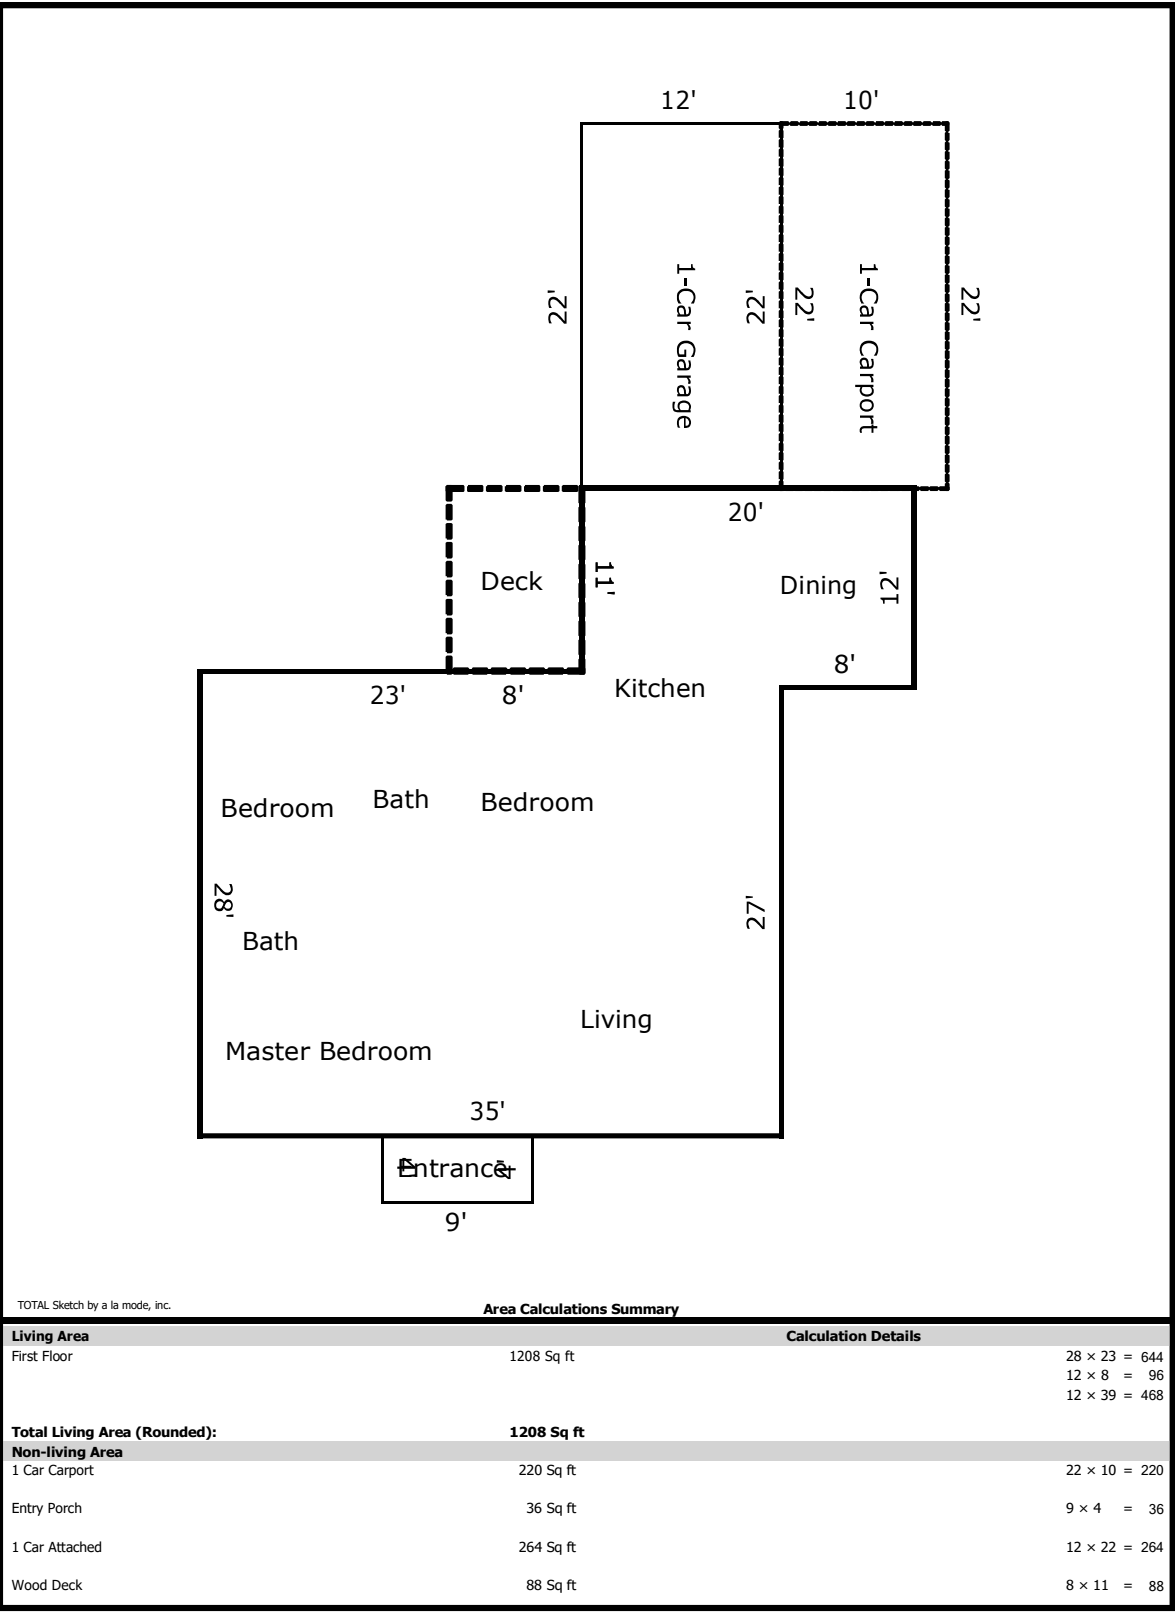 12' 10'
22' 1-Car Garage 22' 22' 1-Car Carport 22'
20'
Deck 11' Dining 12'
8'
23' 8' Kitchen
Bedroom Bath Bedroom
28' 27'
Bath
Living
Master Bedroom
35'
4' Entrance 4'
9'
TOTAL Sketch by a la mode, inc. Area Calculations Summary
Living Area Calculation Details
First Floor 1208 Sq ft 28 × 23 = 644
12 × 8 = 96
12 × 39 = 468
Total Living Area (Rounded): 1208 Sq ft
Non-living Area
1 Car Carport 220 Sq ft 22 × 10 = 220
Entry Porch 36 Sq ft 9 × 4 = 36
1 Car Attached 264 Sq ft 12 × 22 = 264
Wood Deck 88 Sq ft 8 × 11 = 88